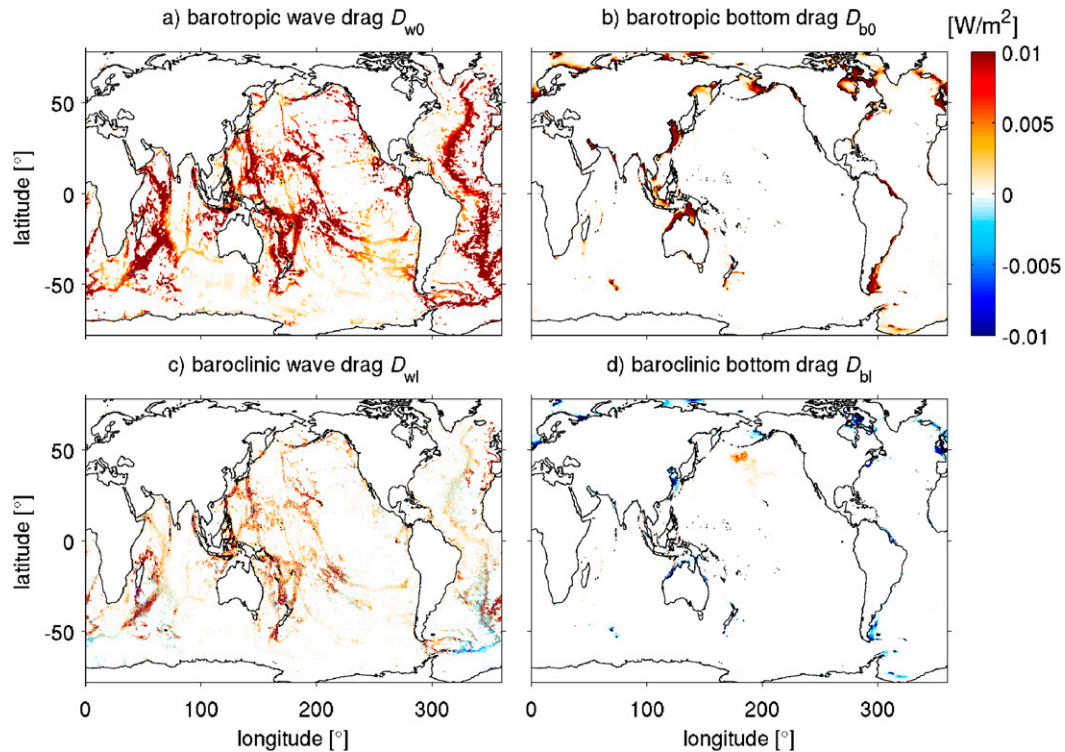 a) barotropic wave drag D_w0
b) barotropic bottom drag D_b0
[W/m²]
50
0
-50
latitude [°]
0.01
0.005
0
-0.005
-0.01
c) baroclinic wave drag D_wl
d) baroclinic bottom drag D_bl
50
0
-50
latitude [°]
0 100 200 300
0 100 200 300
longitude [°]
longitude [°]